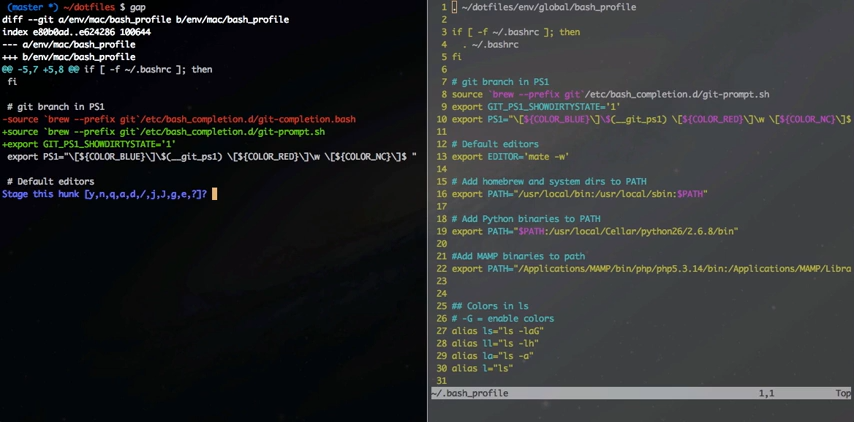 (master *) ~/dotfiles $ gap
diff --git a/env/mac/bash_profile b/env/mac/bash_profile
index e80b0ad..e624286 100644
--- a/env/mac/bash_profile
+++ b/env/mac/bash_profile
@@ -5,7 +5,8 @@ if [ -f ~/.bashrc ]; then
 fi

 # git branch in PS1
-source `brew --prefix git`/etc/bash_completion.d/git-completion.bash
+source `brew --prefix git`/etc/bash_completion.d/git-prompt.sh
+export GIT_PS1_SHOWDIRTYSTATE='1'
 export PS1="\[${COLOR_BLUE}\]\$(__git_ps1) \[${COLOR_RED}\]\w \[${COLOR_NC}\]$ "

 # Default editors
Stage this hunk [y,n,q,a,d,/,j,J,g,e,?]?
1 . ~/dotfiles/env/global/bash_profile
2
3 if [ -f ~/.bashrc ]; then
4   . ~/.bashrc
5 fi
6
7 # git branch in PS1
8 source `brew --prefix git`/etc/bash_completion.d/git-prompt.sh
9 export GIT_PS1_SHOWDIRTYSTATE='1'
10 export PS1="\[${COLOR_BLUE}\]\$(__git_ps1) \[${COLOR_RED}\]\w \[${COLOR_NC}\]$
11
12 # Default editors
13 export EDITOR='mate -w'
14
15 # Add homebrew and system dirs to PATH
16 export PATH="/usr/local/bin:/usr/local/sbin:$PATH"
17
18 # Add Python binaries to PATH
19 export PATH="$PATH:/usr/local/Cellar/python26/2.6.8/bin"
20
21 #Add MAMP binaries to path
22 export PATH="/Applications/MAMP/bin/php/php5.3.14/bin:/Applications/MAMP/Libra
23
24
25 ## Colors in ls
26 # -G = enable colors
27 alias ls="ls -laG"
28 alias ll="ls -lh"
29 alias la="ls -a"
30 alias l="ls"
31
~/.bash_profile 1,1 Top